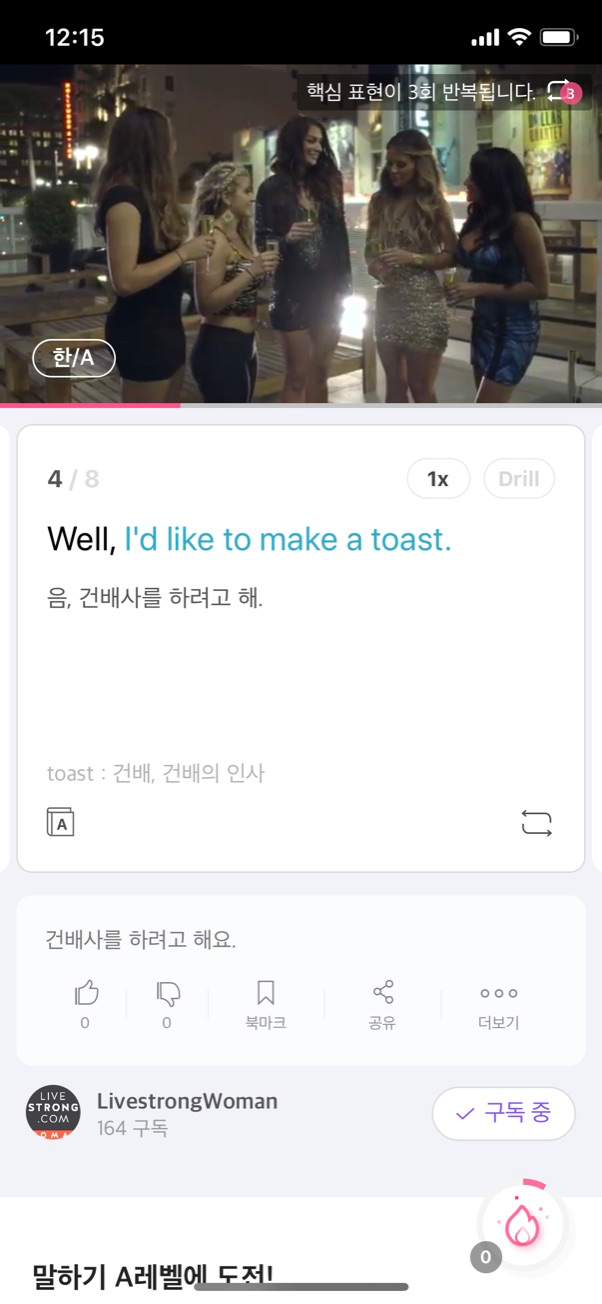 12:15
핵심 표현이 3회 반복됩니다. 3
한/A
4 / 8
1x
Drill
Well, I'd like to make a toast.
음, 건배사를 하려고 해.
toast : 건배, 건배의 인사
A
건배사를 하려고 해요.
0
0
북마크
공유
더보기
LIVE
STRONG
.COM
LivestrongWoman
164 구독
구독 중
0
말하기 A레벨에 도전!